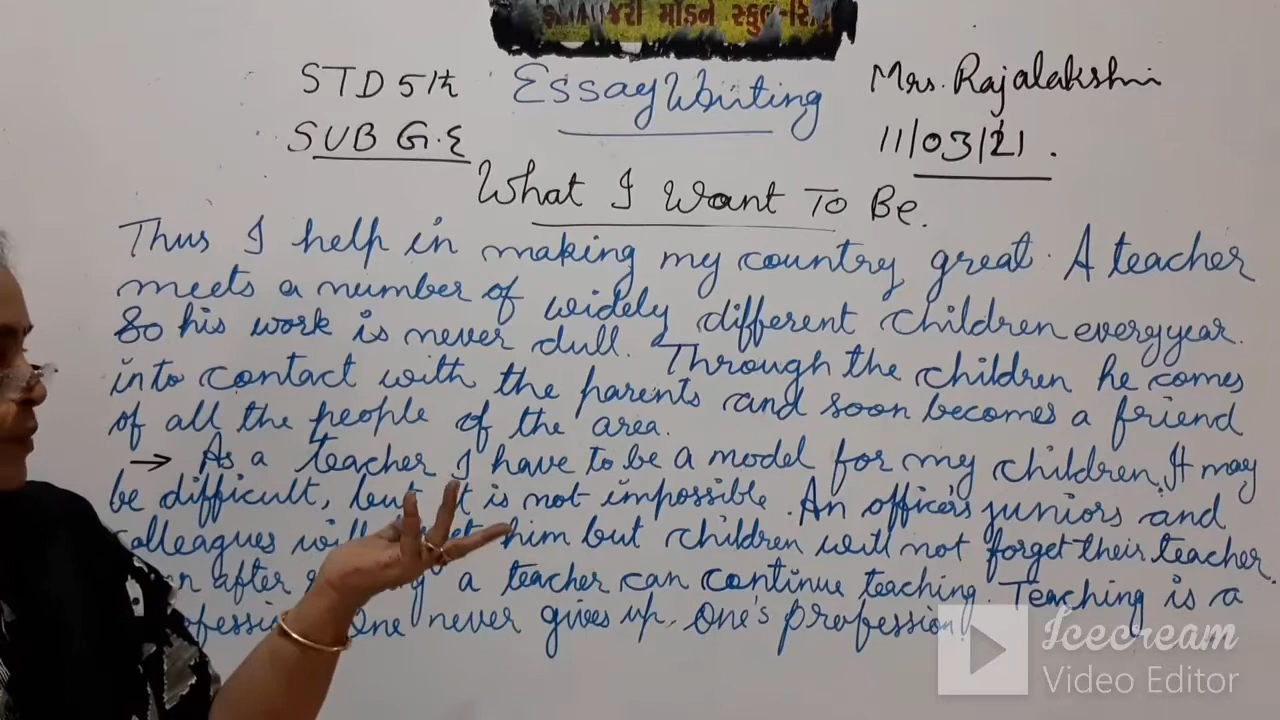 મોડર્ન સ્કુલ
STD 5th
Essay Writing
Mrs. Rajalakshmi
SUB G.E
11/03/21.
What I Want To Be.
Thus I help in making my country great. A teacher
meets a number of widely different children every year.
So his work is never dull. Through the children he comes
into contact with the parents and soon becomes a friend
of all the people of the area.
→ As a teacher I have to be a model for my children. It may
be difficult, but it is not impossible. An officer's juniors and
colleagues will him but children will not forget their teacher.
after a teacher can continue teaching. Teaching is a
One never gives up, One's profession.
Icecream
Video Editor